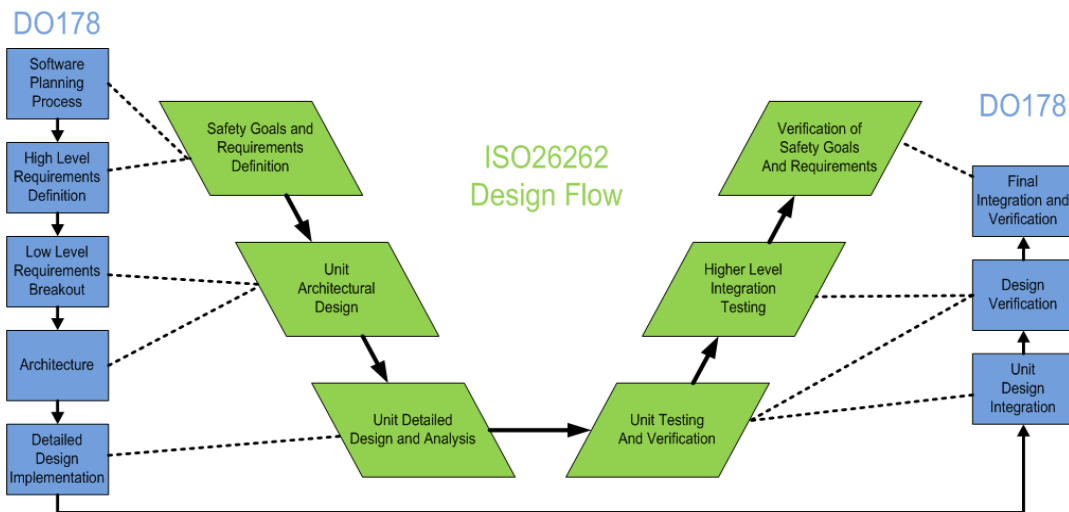 DO178
Software
Planning
Process
High Level
Requirements
Definition
Low Level
Requirements
Breakout
Architecture
Detailed
Design
Implementation
Safety Goals and
Requirements
Definition
Unit
Architectural
Design
Unit Detailed
Design and Analysis
ISO26262
Design Flow
Verification of
Safety Goals
And Requirements
Higher Level
Integration
Testing
Unit Testing
And Verification
DO178
Final
Integration and
Verification
Design
Verification
Unit
Design
Integration